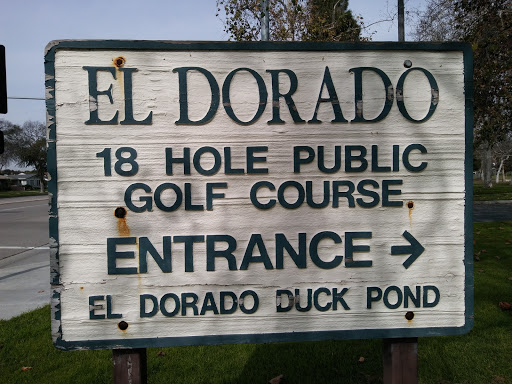 EL DORADO
18 HOLE PUBLIC
GOLF COURSE
ENTRANCE →
EL DORADO DUCK POND